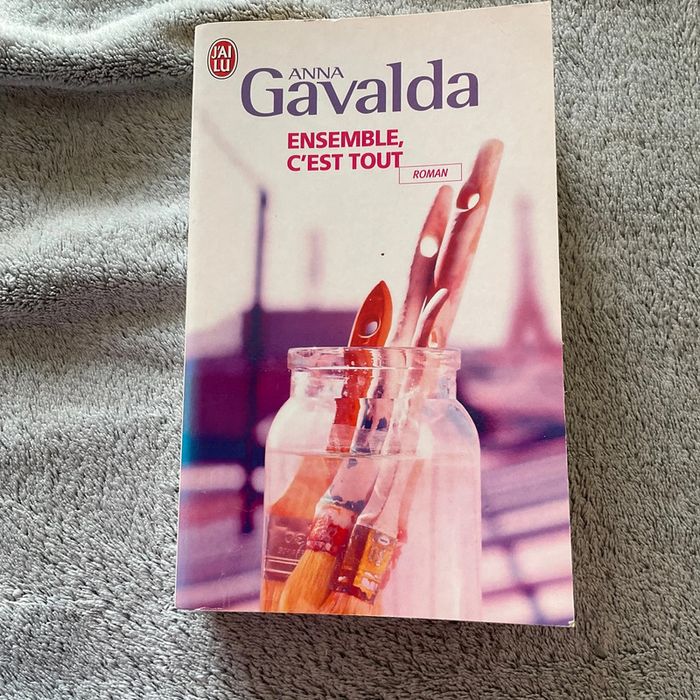 J'AI
LU
ANNA
Gavalda
ENSEMBLE,
C'EST TOUT
ROMAN